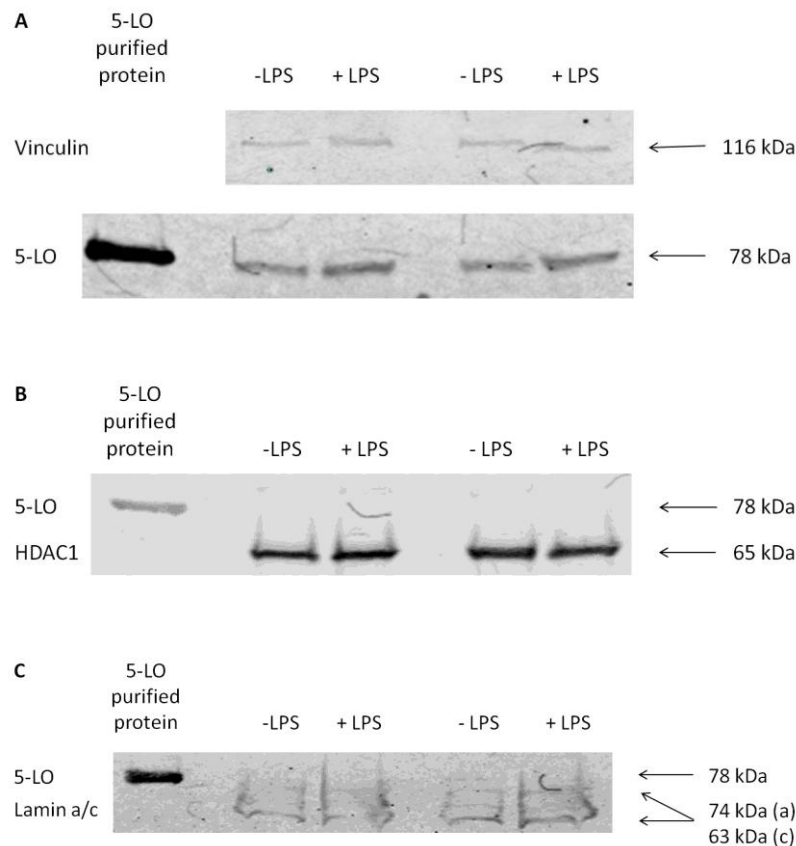 A
5-LO
purified
protein
-LPS + LPS - LPS + LPS
Vinculin 116 kDa
5-LO 78 kDa
B
5-LO
purified
protein
-LPS + LPS - LPS + LPS
5-LO 78 kDa
HDAC1 65 kDa
C
5-LO
purified
protein
-LPS + LPS - LPS + LPS
5-LO 78 kDa
Lamin a/c 74 kDa (a)
63 kDa (c)